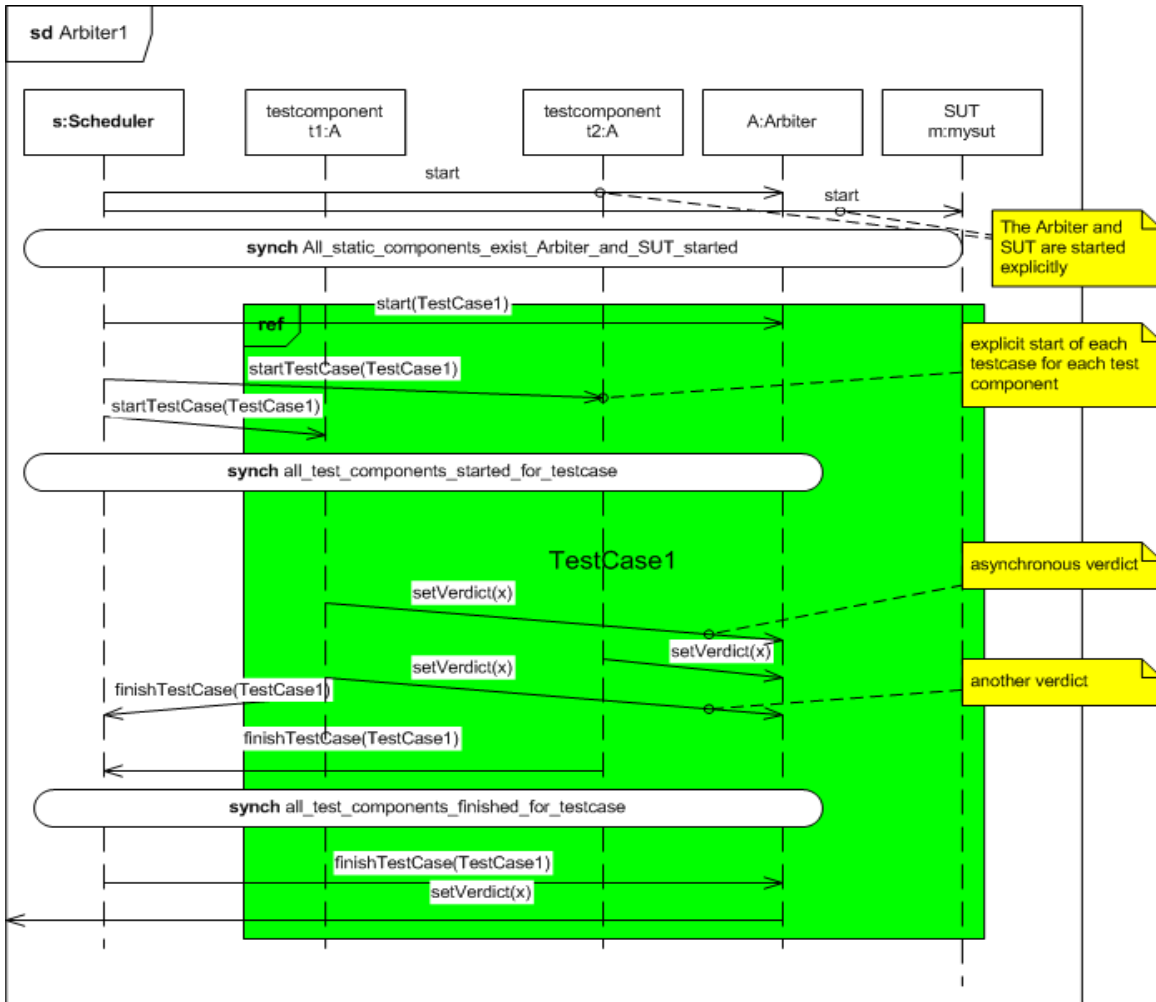 sd Arbiter1
s:Scheduler
testcomponent
t1:A
testcomponent
t2:A
A:Arbiter
SUT
m:mysut
start
start
The Arbiter and
SUT are started
explicitly
synch All_static_components_exist_Arbiter_and_SUT_started
start(TestCase1)
ref
explicit start of each
testcase for each test
component
startTestCase(TestCase1)
startTestCase(TestCase1)
synch all_test_components_started_for_testcase
TestCase1
asynchronous verdict
setVerdict(x)
setVerdict(x)
setVerdict(x)
another verdict
finishTestCase(TestCase1)
finishTestCase(TestCase1)
synch all_test_components_finished_for_testcase
finishTestCase(TestCase1)
setVerdict(x)